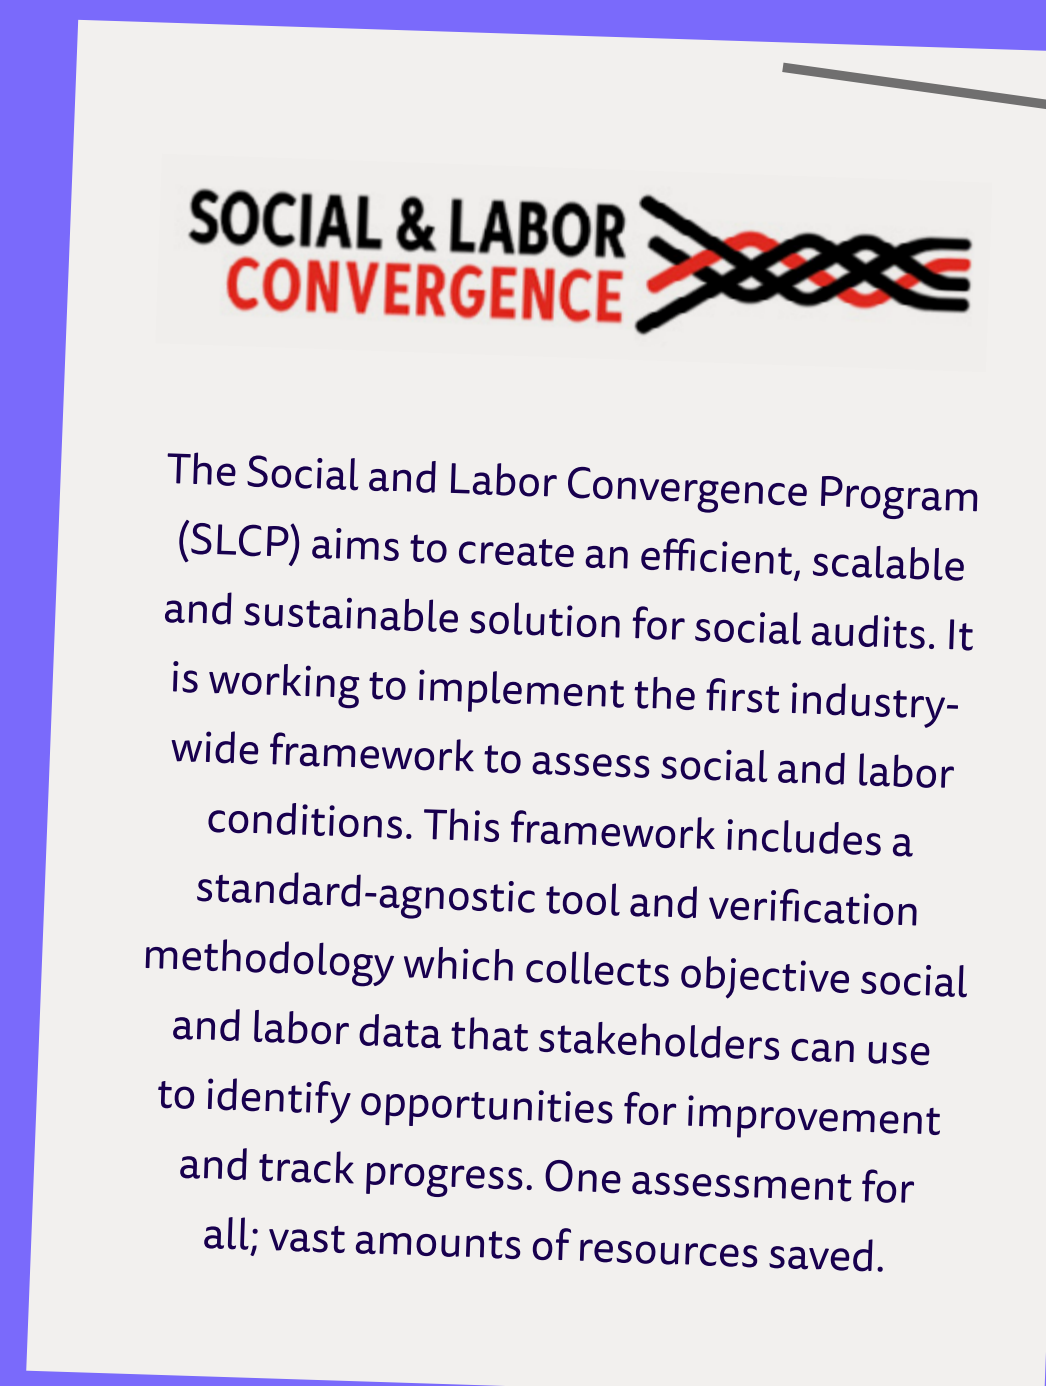 SOCIAL & LABOR
CONVERGENCE
The Social and Labor Convergence Program
(SLCP) aims to create an efficient, scalable
and sustainable solution for social audits. It
is working to implement the first industry-
wide framework to assess social and labor
conditions. This framework includes a
standard-agnostic tool and verification
methodology which collects objective social
and labor data that stakeholders can use
to identify opportunities for improvement
and track progress. One assessment for
all; vast amounts of resources saved.